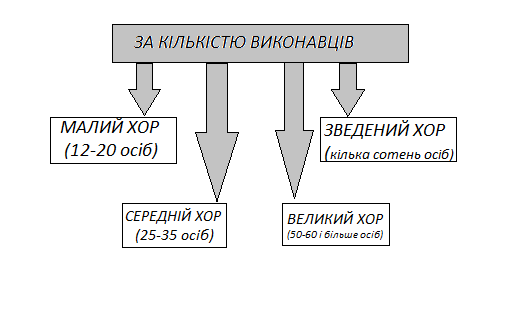 ЗА КІЛЬКІСТЮ ВИКОНАВЦІВ
МАЛИЙ ХОР
(12-20 осіб)
ЗВЕДЕНИЙ ХОР
(кілька сотень осіб)
СЕРЕДНІЙ ХОР
(25-35 осіб)
ВЕЛИКИЙ ХОР
(50-60 і більше осіб)